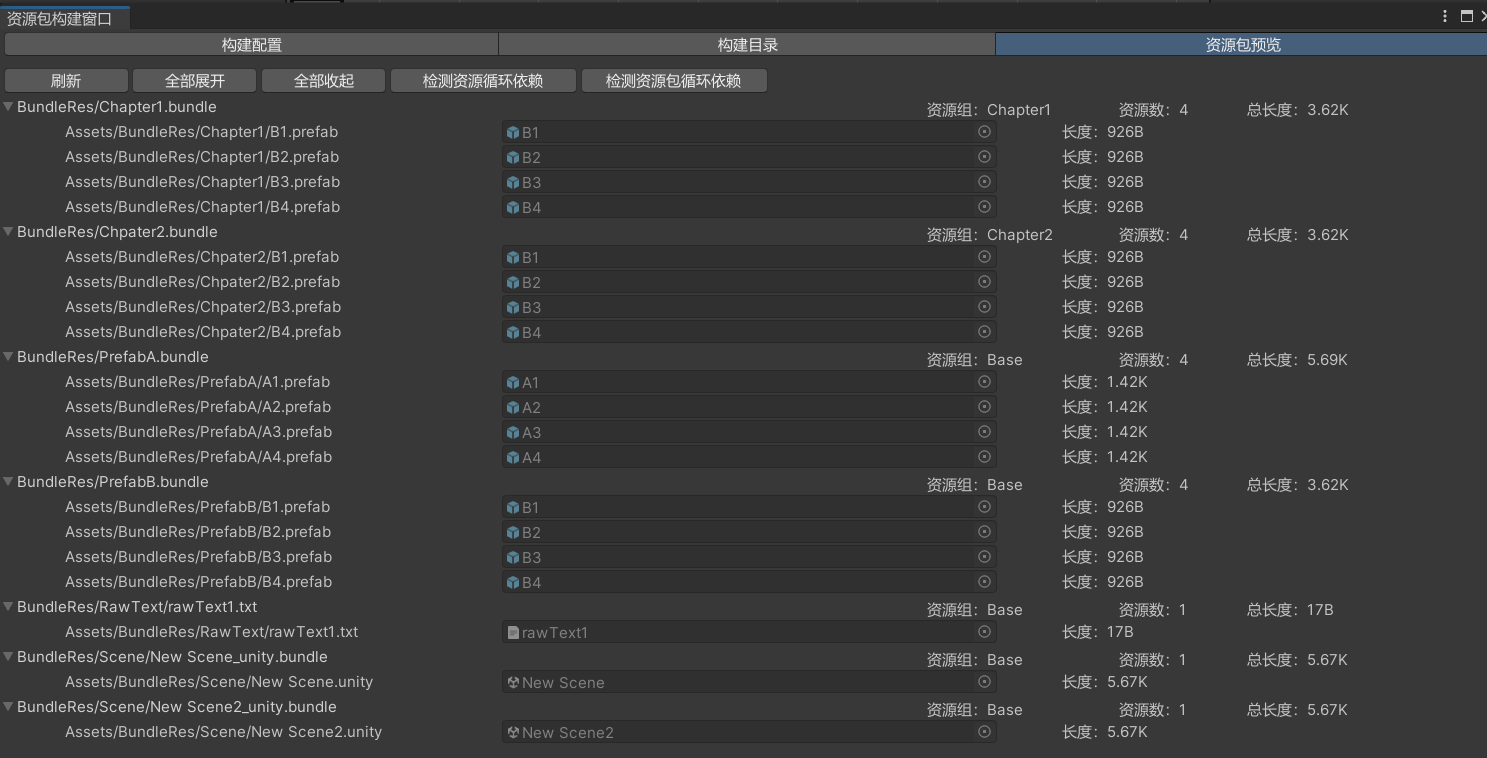 资源包构建窗口
构建配置 构建目录 资源包预览
刷新 全部展开 全部收起 检测资源循环依赖 检测资源包循环依赖
BundleRes/Chapter1.bundle 资源组：Chapter1 资源数：4 总长度：3.62K
Assets/BundleRes/Chapter1/B1.prefab B1 长度：926B
Assets/BundleRes/Chapter1/B2.prefab B2 长度：926B
Assets/BundleRes/Chapter1/B3.prefab B3 长度：926B
Assets/BundleRes/Chapter1/B4.prefab B4 长度：926B
BundleRes/Chpater2.bundle 资源组：Chapter2 资源数：4 总长度：3.62K
Assets/BundleRes/Chpater2/B1.prefab B1 长度：926B
Assets/BundleRes/Chpater2/B2.prefab B2 长度：926B
Assets/BundleRes/Chpater2/B3.prefab B3 长度：926B
Assets/BundleRes/Chpater2/B4.prefab B4 长度：926B
BundleRes/PrefabA.bundle 资源组：Base 资源数：4 总长度：5.69K
Assets/BundleRes/PrefabA/A1.prefab A1 长度：1.42K
Assets/BundleRes/PrefabA/A2.prefab A2 长度：1.42K
Assets/BundleRes/PrefabA/A3.prefab A3 长度：1.42K
Assets/BundleRes/PrefabA/A4.prefab A4 长度：1.42K
BundleRes/PrefabB.bundle 资源组：Base 资源数：4 总长度：3.62K
Assets/BundleRes/PrefabB/B1.prefab B1 长度：926B
Assets/BundleRes/PrefabB/B2.prefab B2 长度：926B
Assets/BundleRes/PrefabB/B3.prefab B3 长度：926B
Assets/BundleRes/PrefabB/B4.prefab B4 长度：926B
BundleRes/RawText/rawText1.txt 资源组：Base 资源数：1 总长度：17B
Assets/BundleRes/RawText/rawText1.txt rawText1 长度：17B
BundleRes/Scene/New Scene_unity.bundle 资源组：Base 资源数：1 总长度：5.67K
Assets/BundleRes/Scene/New Scene.unity New Scene 长度：5.67K
BundleRes/Scene/New Scene2_unity.bundle 资源组：Base 资源数：1 总长度：5.67K
Assets/BundleRes/Scene/New Scene2.unity New Scene2 长度：5.67K